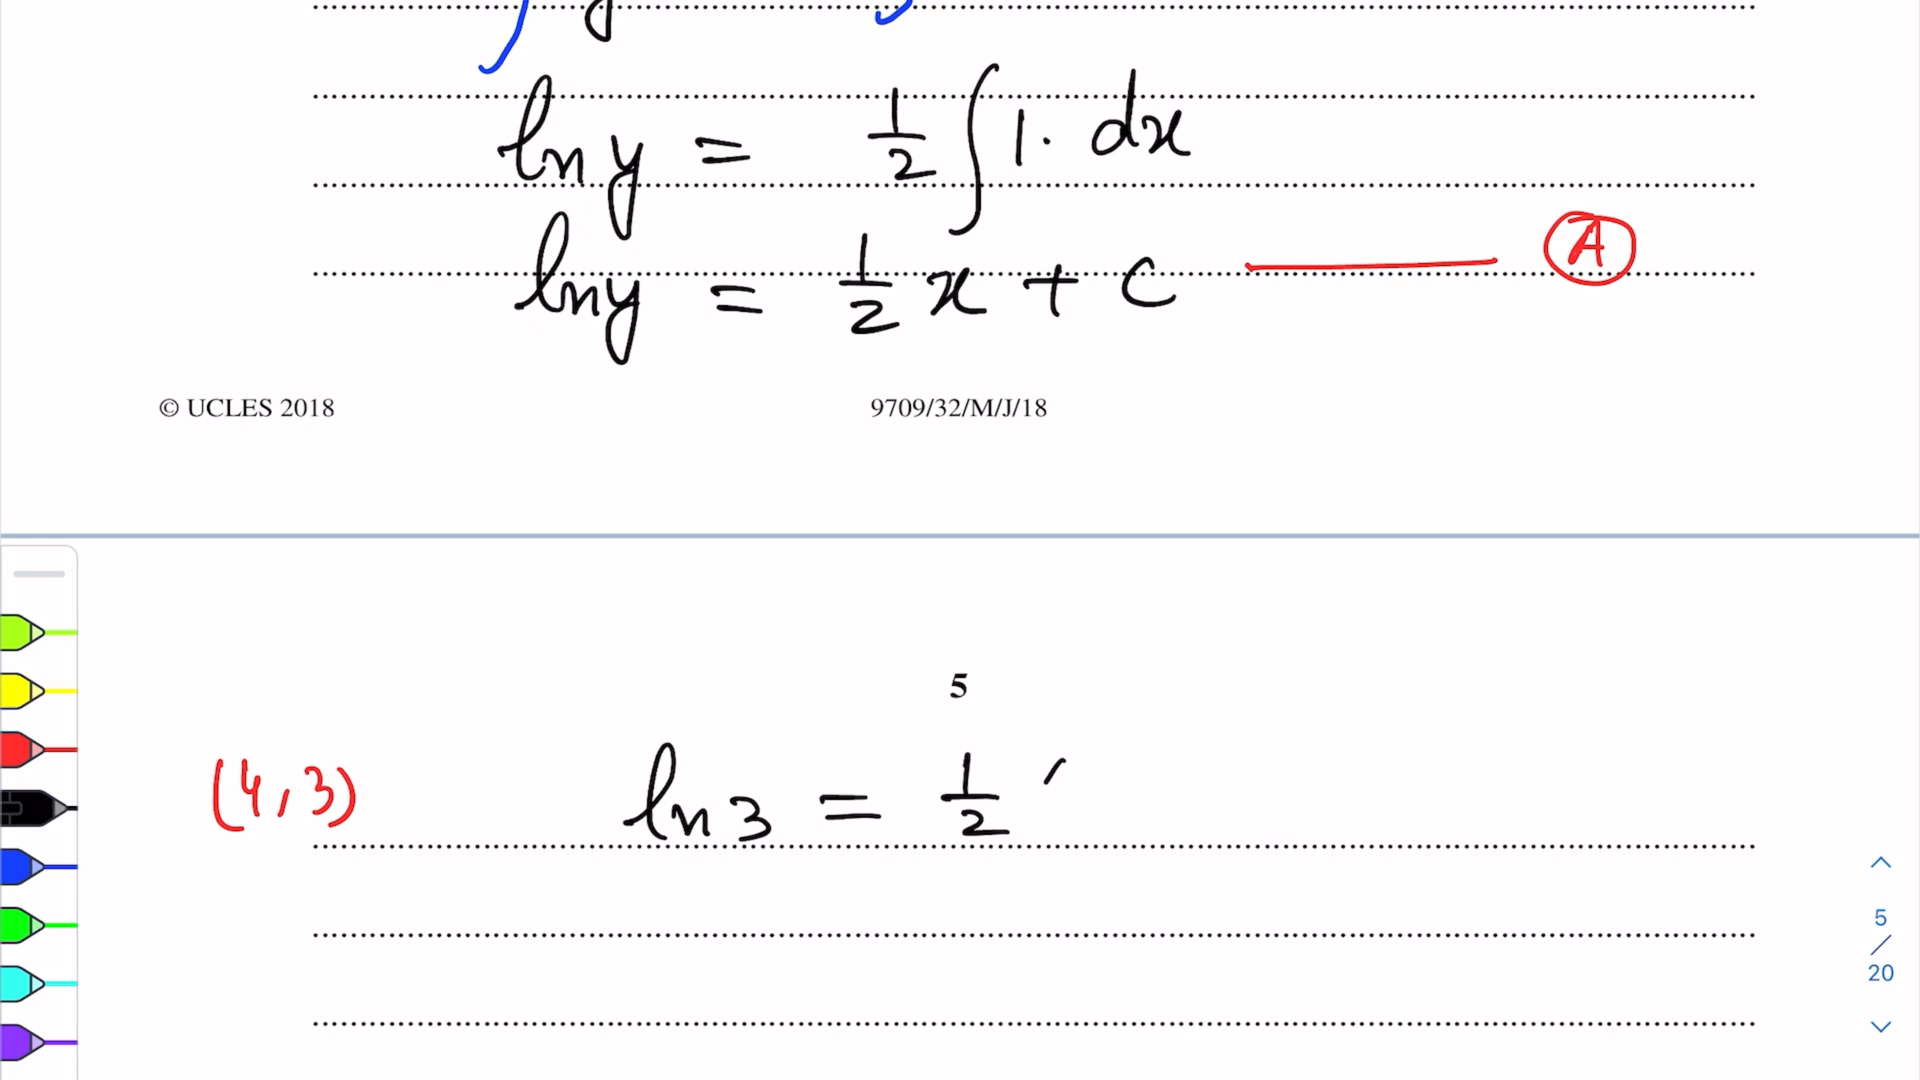 ln y = 1/2 ∫ 1. dx
ln y = 1/2 x + c A
© UCLES 2018 9709/32/M/J/18
5
(4,3) ln 3 = 1/2
5
/
20